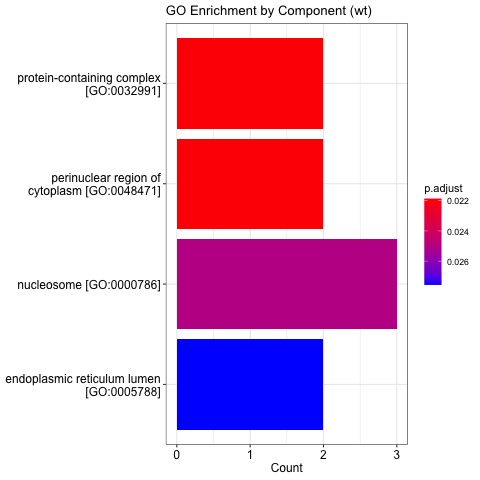 GO Enrichment by Component (wt)
protein-containing complex
[GO:0032991]
perinuclear region of
cytoplasm [GO:0048471]
nucleosome [GO:0000786]
endoplasmic reticulum lumen
[GO:0005788]
0 1 2 3
Count
p.adjust
0.022
0.024
0.026